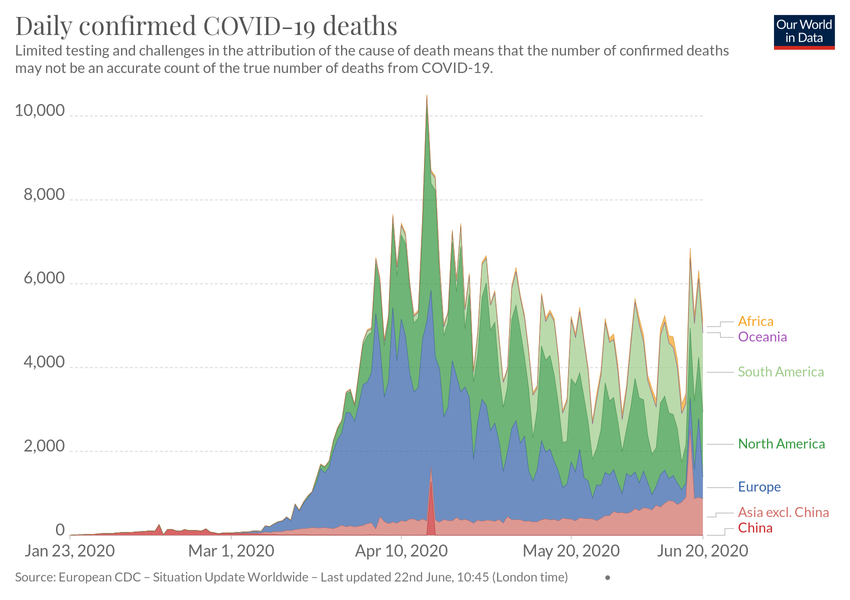 Daily confirmed COVID-19 deaths
Our World
in Data
Limited testing and challenges in the attribution of the cause of death means that the number of confirmed deaths
may not be an accurate count of the true number of deaths from COVID-19.
10,000
8,000
6,000
4,000
2,000
0
Africa
Oceania
South America
North America
Europe
Asia excl. China
China
Jan 23, 2020
Mar 1, 2020
Apr 10, 2020
May 20, 2020
Jun 20, 2020
Source: European CDC – Situation Update Worldwide – Last updated 22nd June, 10:45 (London time)